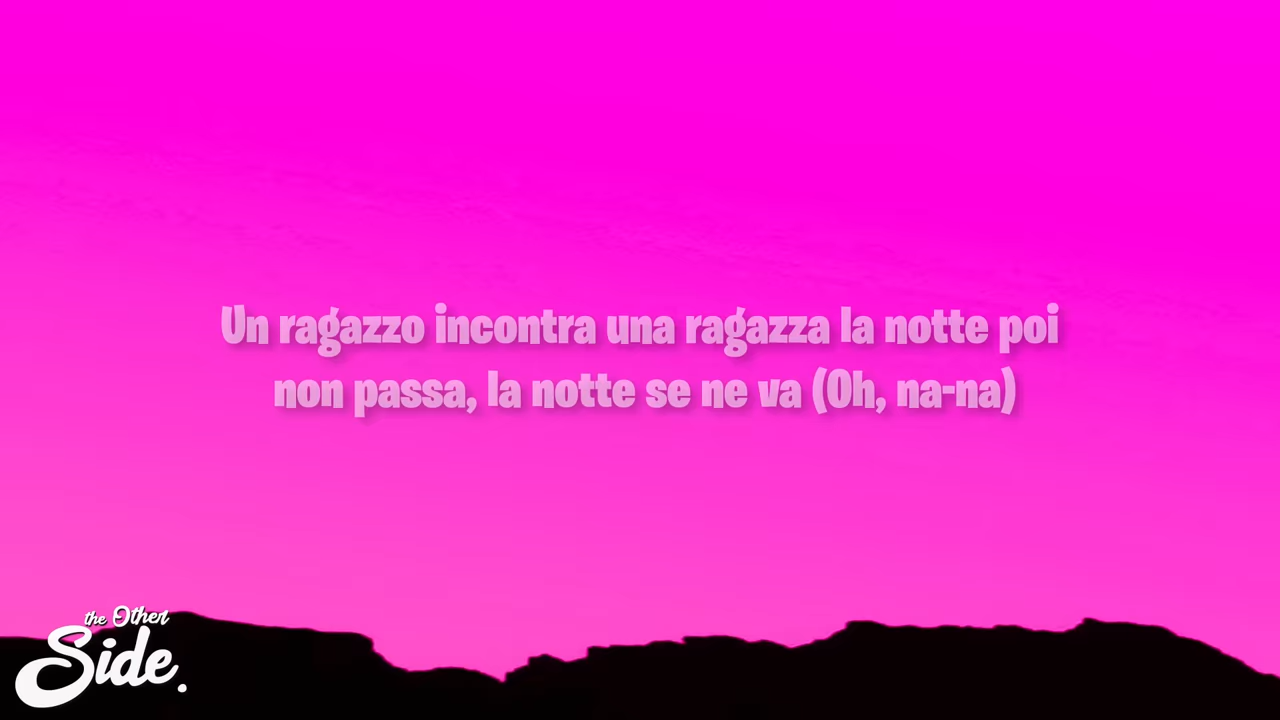 Un ragazzo incontra una ragazza la notte poi
non passa, la notte se ne va (Oh, na-na)
the Other
Side.